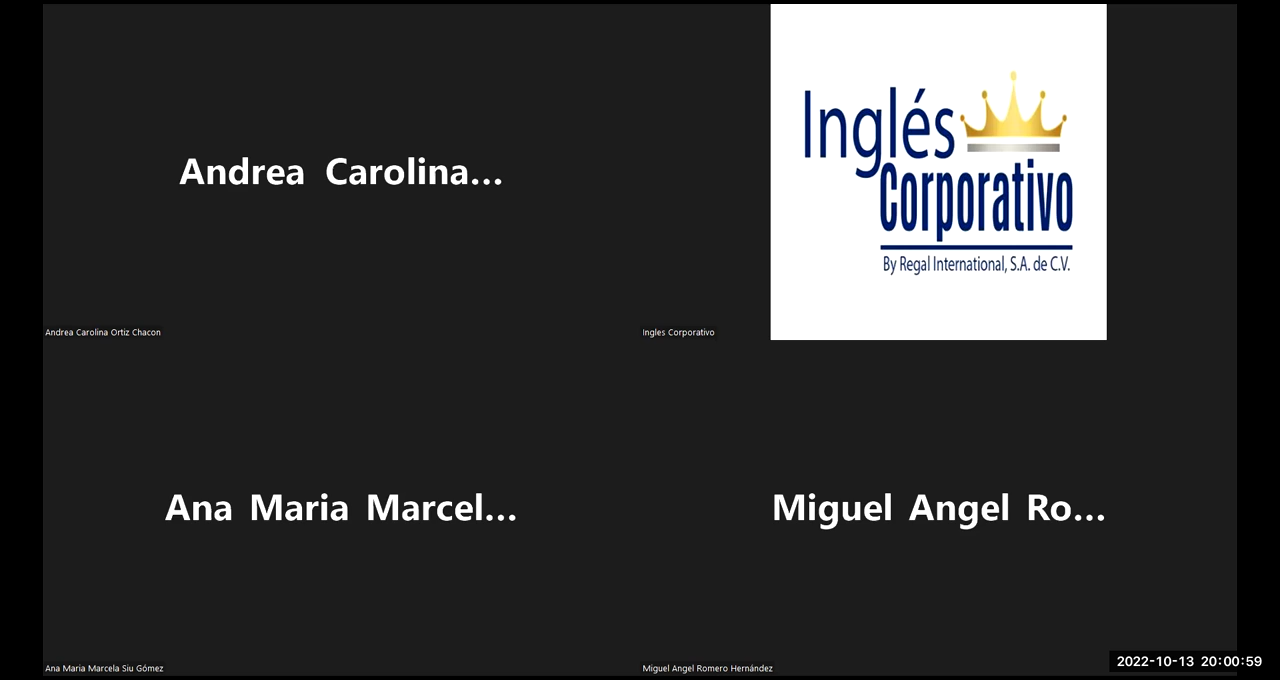 Andrea Carolina...
Andrea Carolina Ortiz Chacon
Inglés
Corporativo
By Regal International, S.A. de C.V.
Ingles Corporativo
Ana Maria Marcel...
Ana Maria Marcela Siu Gómez
Miguel Angel Ro...
Miguel Angel Romero Hernández
2022-10-13 20:00:59